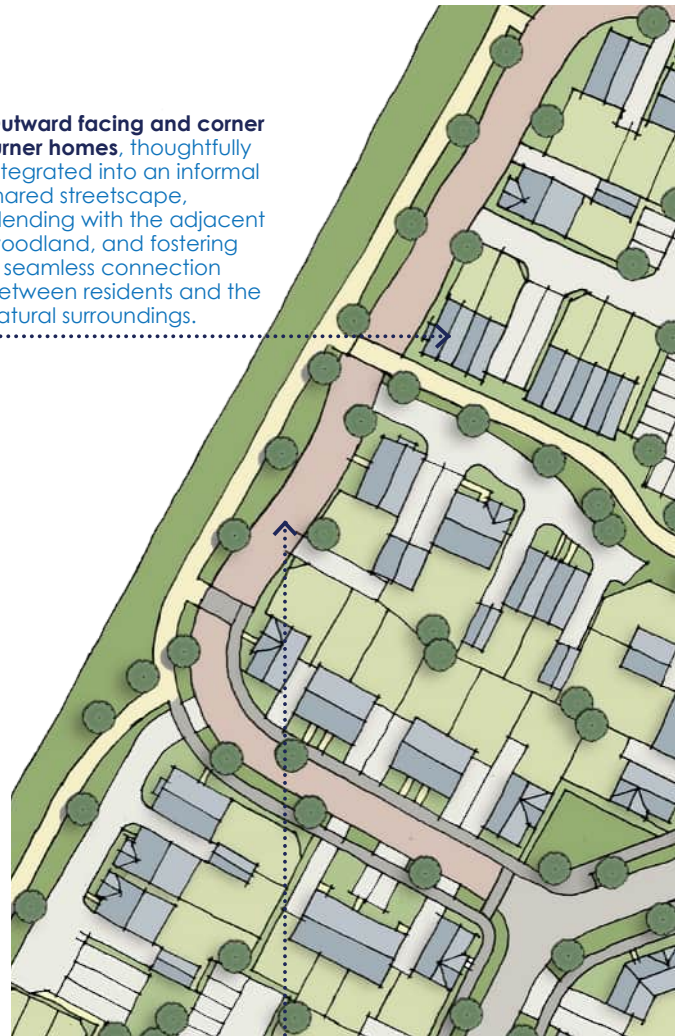 utward facing and corner
urner homes, thoughtfully
tegrated into an informal
hared streetscape,
lending with the adjacent
oodland, and fostering
seamless connection
etween residents and the
atural surroundings.